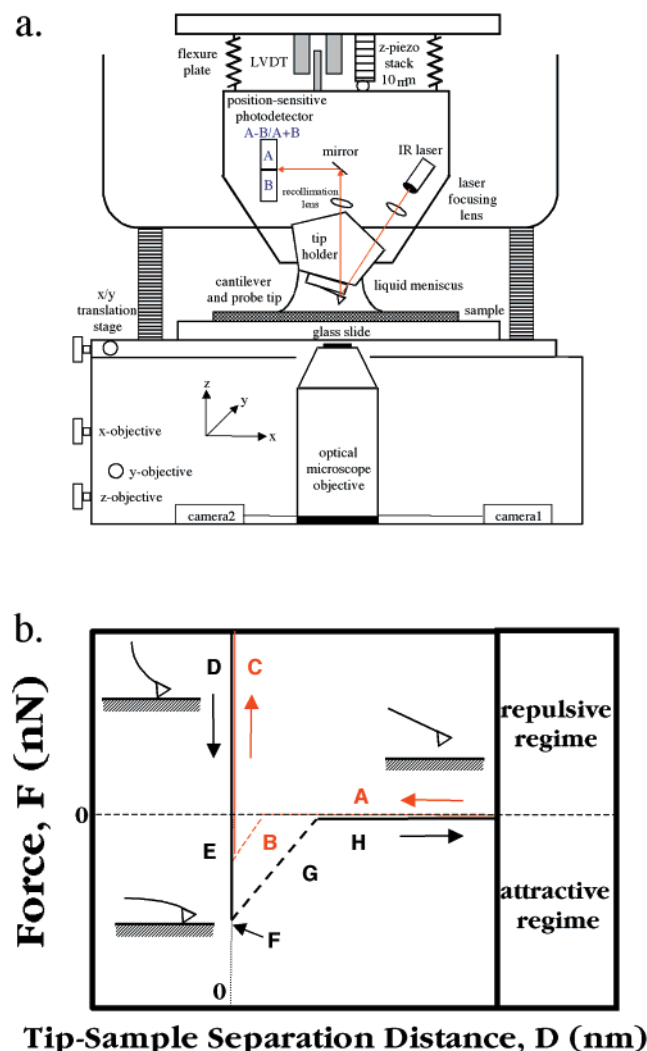 a.
flexure
plate
LVDT
z-piezo
stack
10mm
position-sensitive
photodetector
A-B/A+B
A
B
mirror
IR laser
recollimation
lens
laser
focusing
lens
tip
holder
cantilever
and probe tip
liquid meniscus
x/y
translation
stage
sample
glass slide
z
y
x
x-objective
y-objective
z-objective
optical
microscope
objective
camera2
camera1
b.
Force, F (nN)
D
C
repulsive
regime
0
A
E
B
H
G
attractive
regime
F
0
Tip-Sample Separation Distance, D (nm)